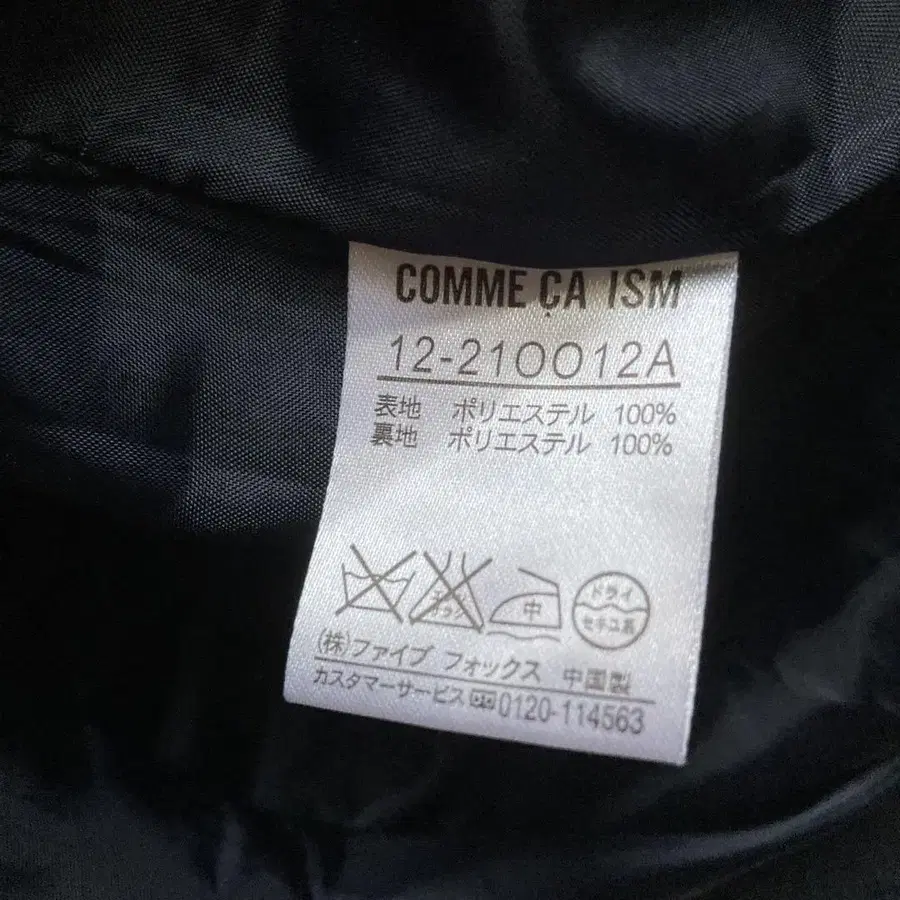 COMME ÇA ISM
12-210012A
表地 ポリエステル 100%
裏地 ポリエステル 100%
中
ドライ
セキユ系
(株)ファイブ フォックス 中国製
カスタマーサービス 0120-114563